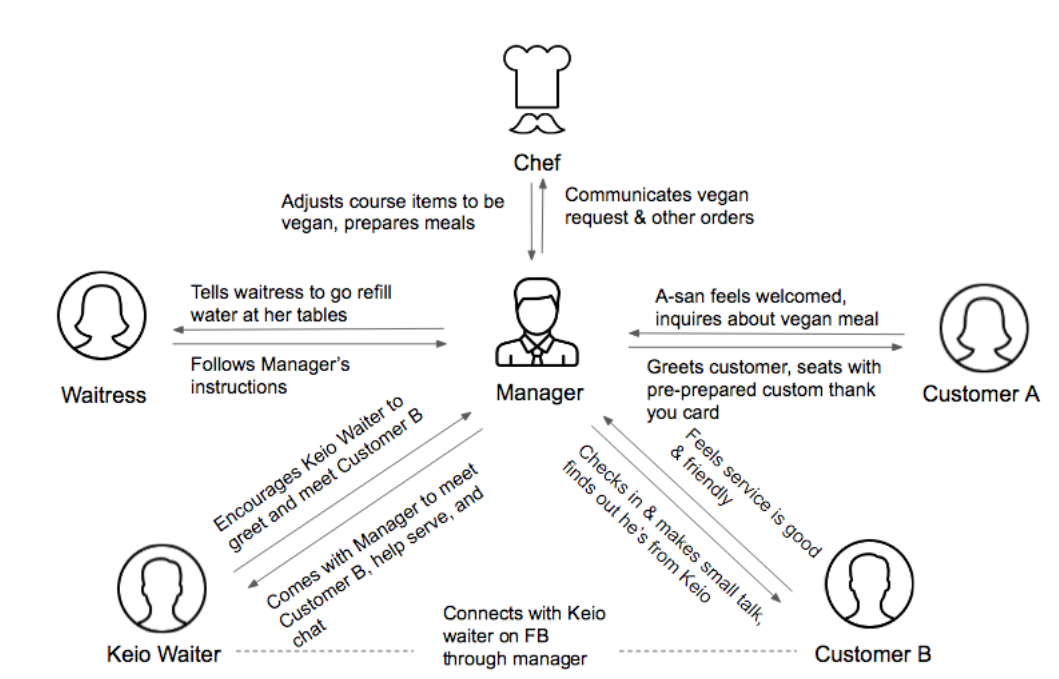 Chef
Adjusts course items to be
vegan, prepares meals
Communicates vegan
request & other orders
Tells waitress to go refill
water at her tables
Follows Manager's
instructions
Waitress
Manager
A-san feels welcomed,
inquires about vegan meal
Greets customer, seats with
pre-prepared custom thank
you card
Customer A
Encourages Keio Waiter to
greet and meet Customer B
Comes with Manager to meet
Customer B, help serve, and
chat
Feels service is good
& friendly
Checks in & makes small talk,
finds out he's from Keio
Keio Waiter
Connects with Keio
waiter on FB
through manager
Customer B